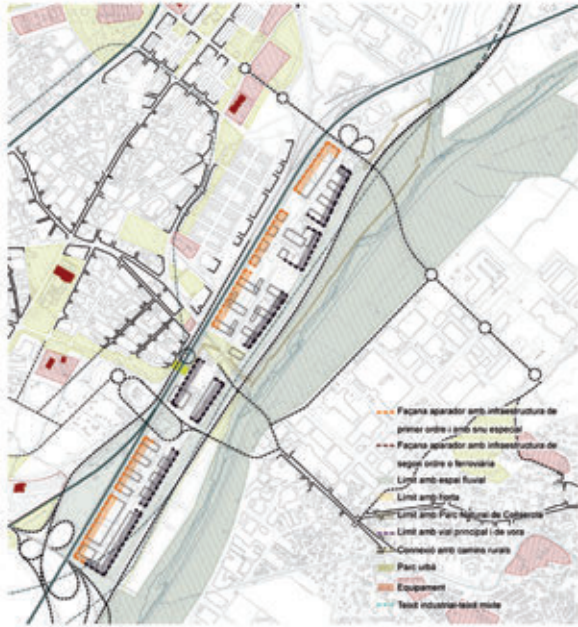 Façana aparador amb infraestructura de
primer ordre i amb snu especial
Façana aparador amb infraestructura de
segon ordre o ferroviària
Límit amb espai fluvial
Límit amb horta
Límit amb Parc Natural de Collserola
Límit amb vial principal i de vora
Connexió amb camins rurals
Parc urbà
Equipament
Teixit industrial-teixit mixte